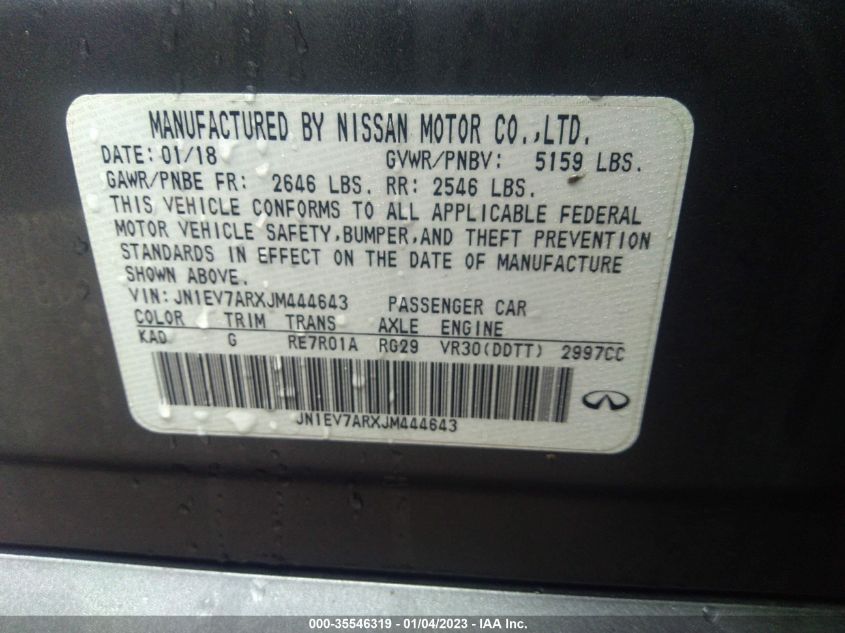 MANUFACTURED BY NISSAN MOTOR CO.,LTD.
DATE: 01/18 GVWR/PNBV: 5159 LBS.
GAWR/PNBE FR: 2646 LBS. RR: 2546 LBS.
THIS VEHICLE CONFORMS TO ALL APPLICABLE FEDERAL
MOTOR VEHICLE SAFETY,BUMPER,AND THEFT PREVENTION
STANDARDS IN EFFECT ON THE DATE OF MANUFACTURE
SHOWN ABOVE.
VIN: JN1EV7ARXJM444643 PASSENGER CAR
COLOR TRIM TRANS AXLE ENGINE
KAD G RE7R01A RG29 VR30(DDTT) 2997CC
JN1EV7ARXJM444643
000-35546319 - 01/04/2023 - IAA Inc.